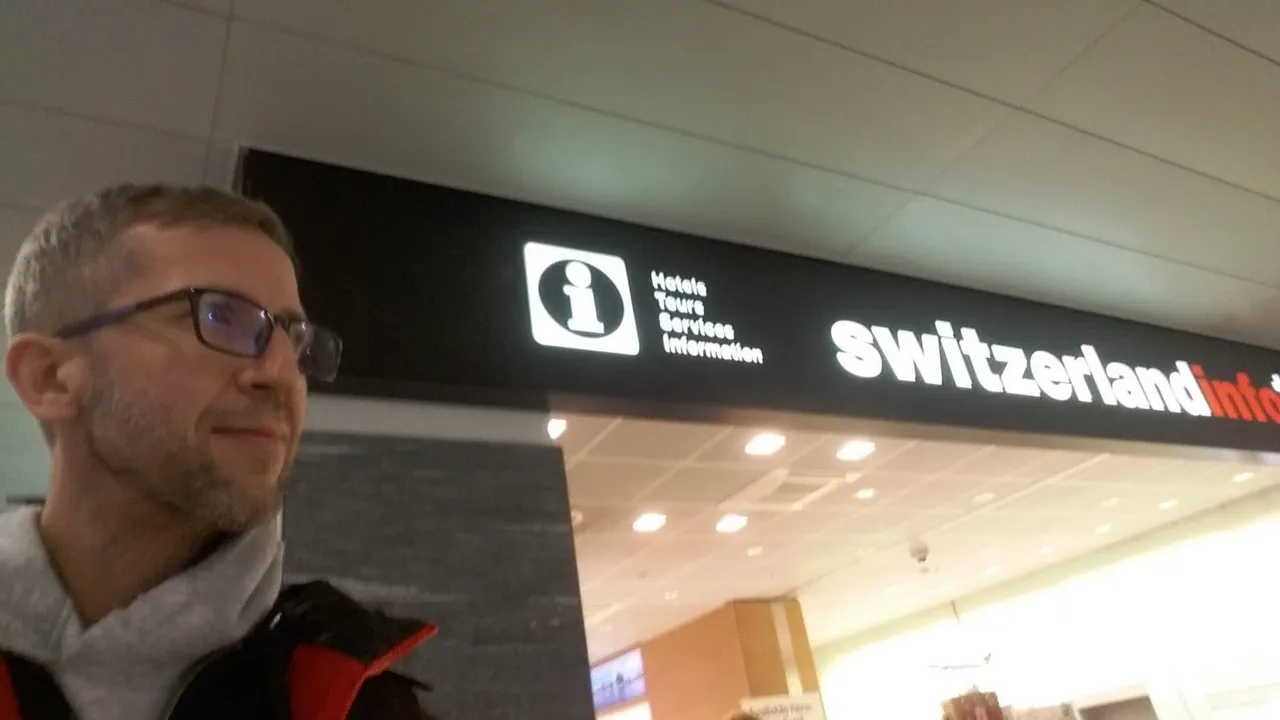 i
Hotels
Tours
Services
Information
switzerlandinfo